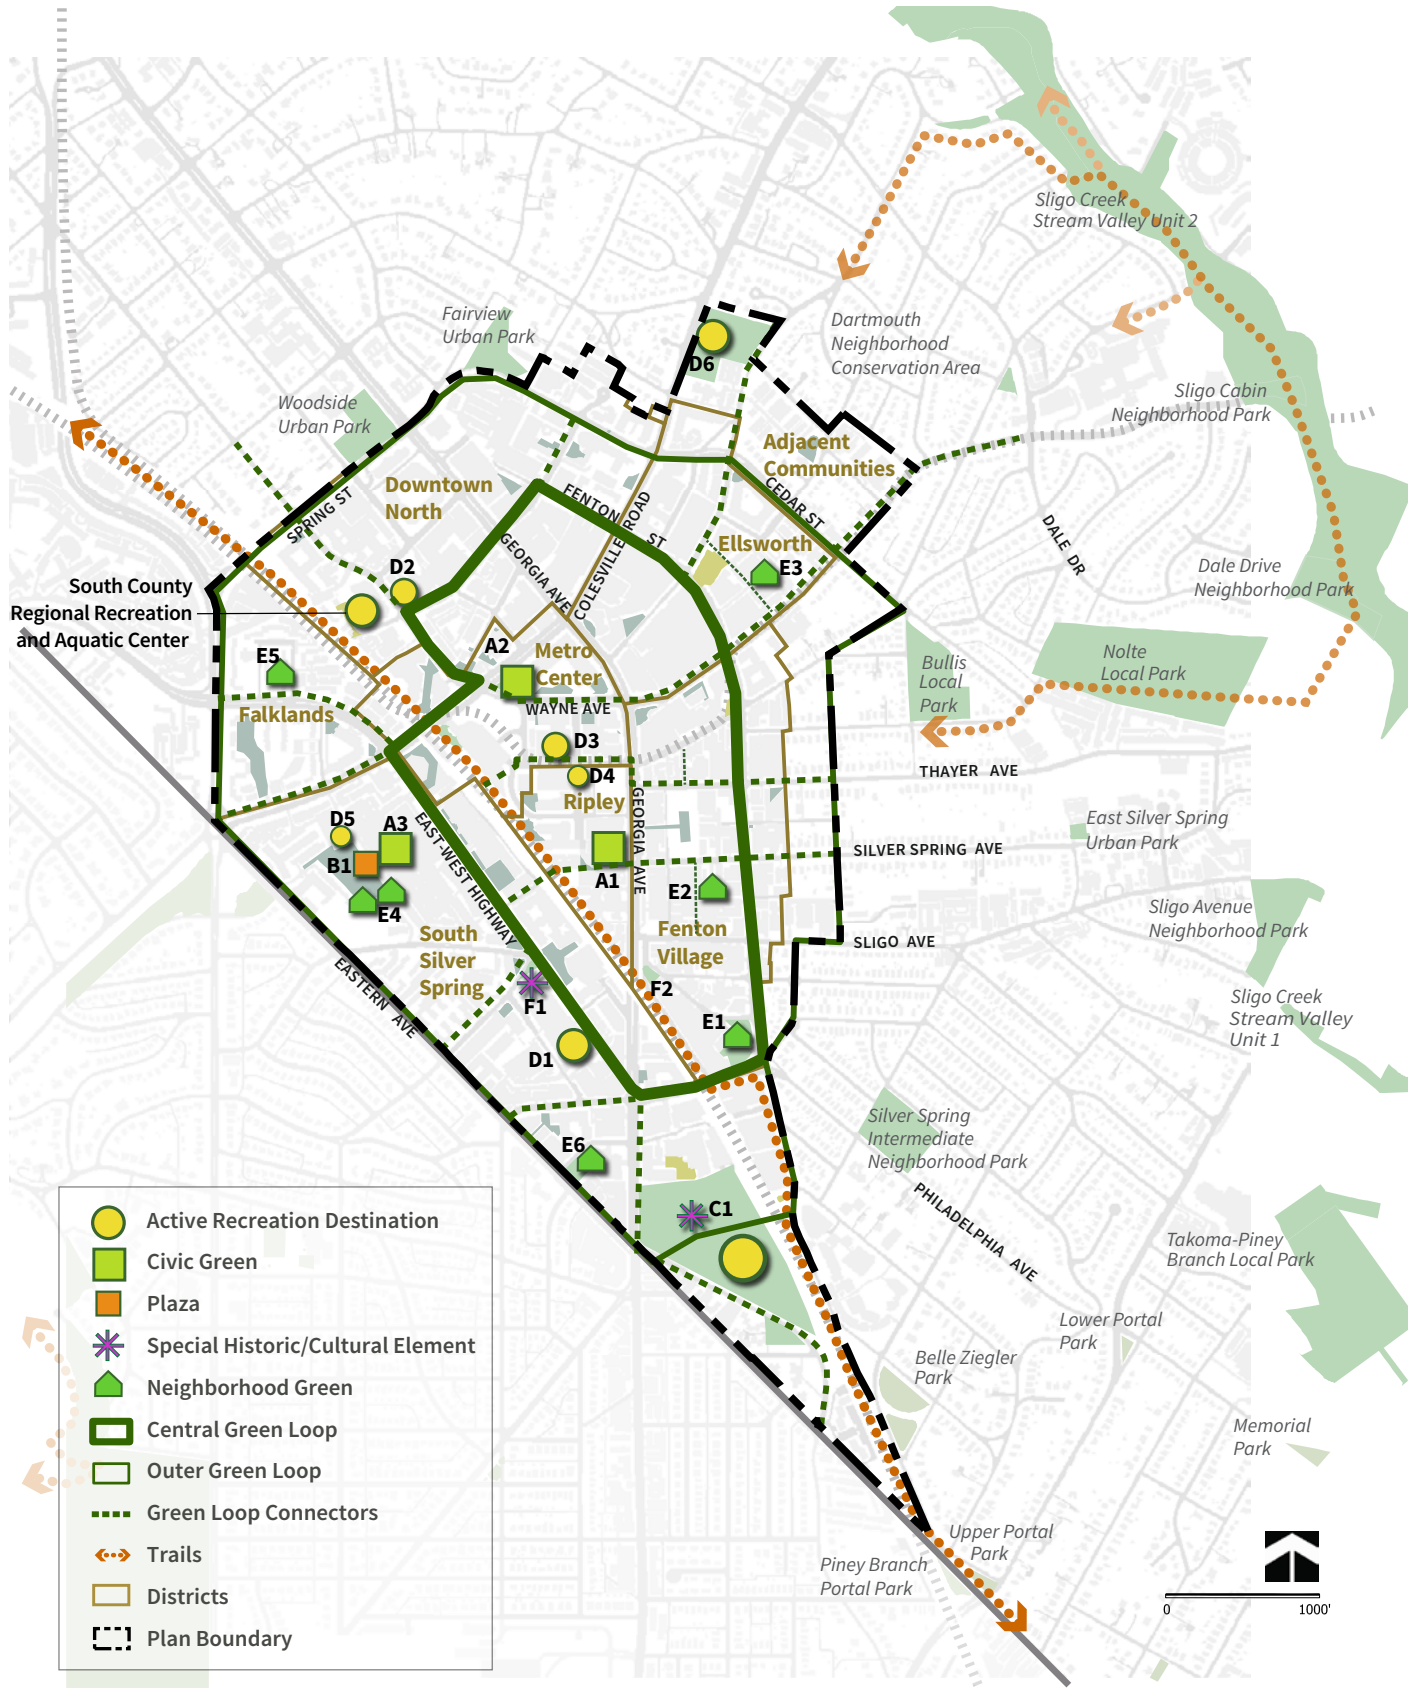 Sligo Creek
Stream Valley Unit 2
Fairview
Urban Park
Dartmouth
Neighborhood
Conservation Area
D6
Sligo Cabin
Neighborhood Park
Woodside
Urban Park
Adjacent
Communities
Downtown
North
SPRING ST
FENTON ST
COLESVILLE ROAD
CEDAR ST
GEORGIA AVE
DALE DR
Ellsworth
E3
D2
Dale Drive
Neighborhood Park
South County
Regional Recreation
and Aquatic Center
A2
Metro
Center
E5
Bullis
Local
Park
Nolte
Local Park
Falklands
WAYNE AVE
D3
D4
THAYER AVE
Ripley
GEORGIA AVE
D5
A3
B1
E4
EAST-WEST HIGHWAY
A1
E2
East Silver Spring
Urban Park
SILVER SPRING AVE
Sligo Avenue
Neighborhood Park
South
Silver
Spring
Fenton
Village
SLIGO AVE
EASTERN AVE
F1
F2
E1
D1
Sligo Creek
Stream Valley
Unit 1
Silver Spring
Intermediate
Neighborhood Park
E6
C1
PHILADELPHIA AVE
Takoma-Piney
Branch Local Park
Lower Portal
Park
Belle Ziegler
Park
Memorial
Park
Upper Portal
Park
Piney Branch
Portal Park
Active Recreation Destination
Civic Green
Plaza
Special Historic/Cultural Element
Neighborhood Green
Central Green Loop
Outer Green Loop
Green Loop Connectors
Trails
Districts
Plan Boundary
0 1000'